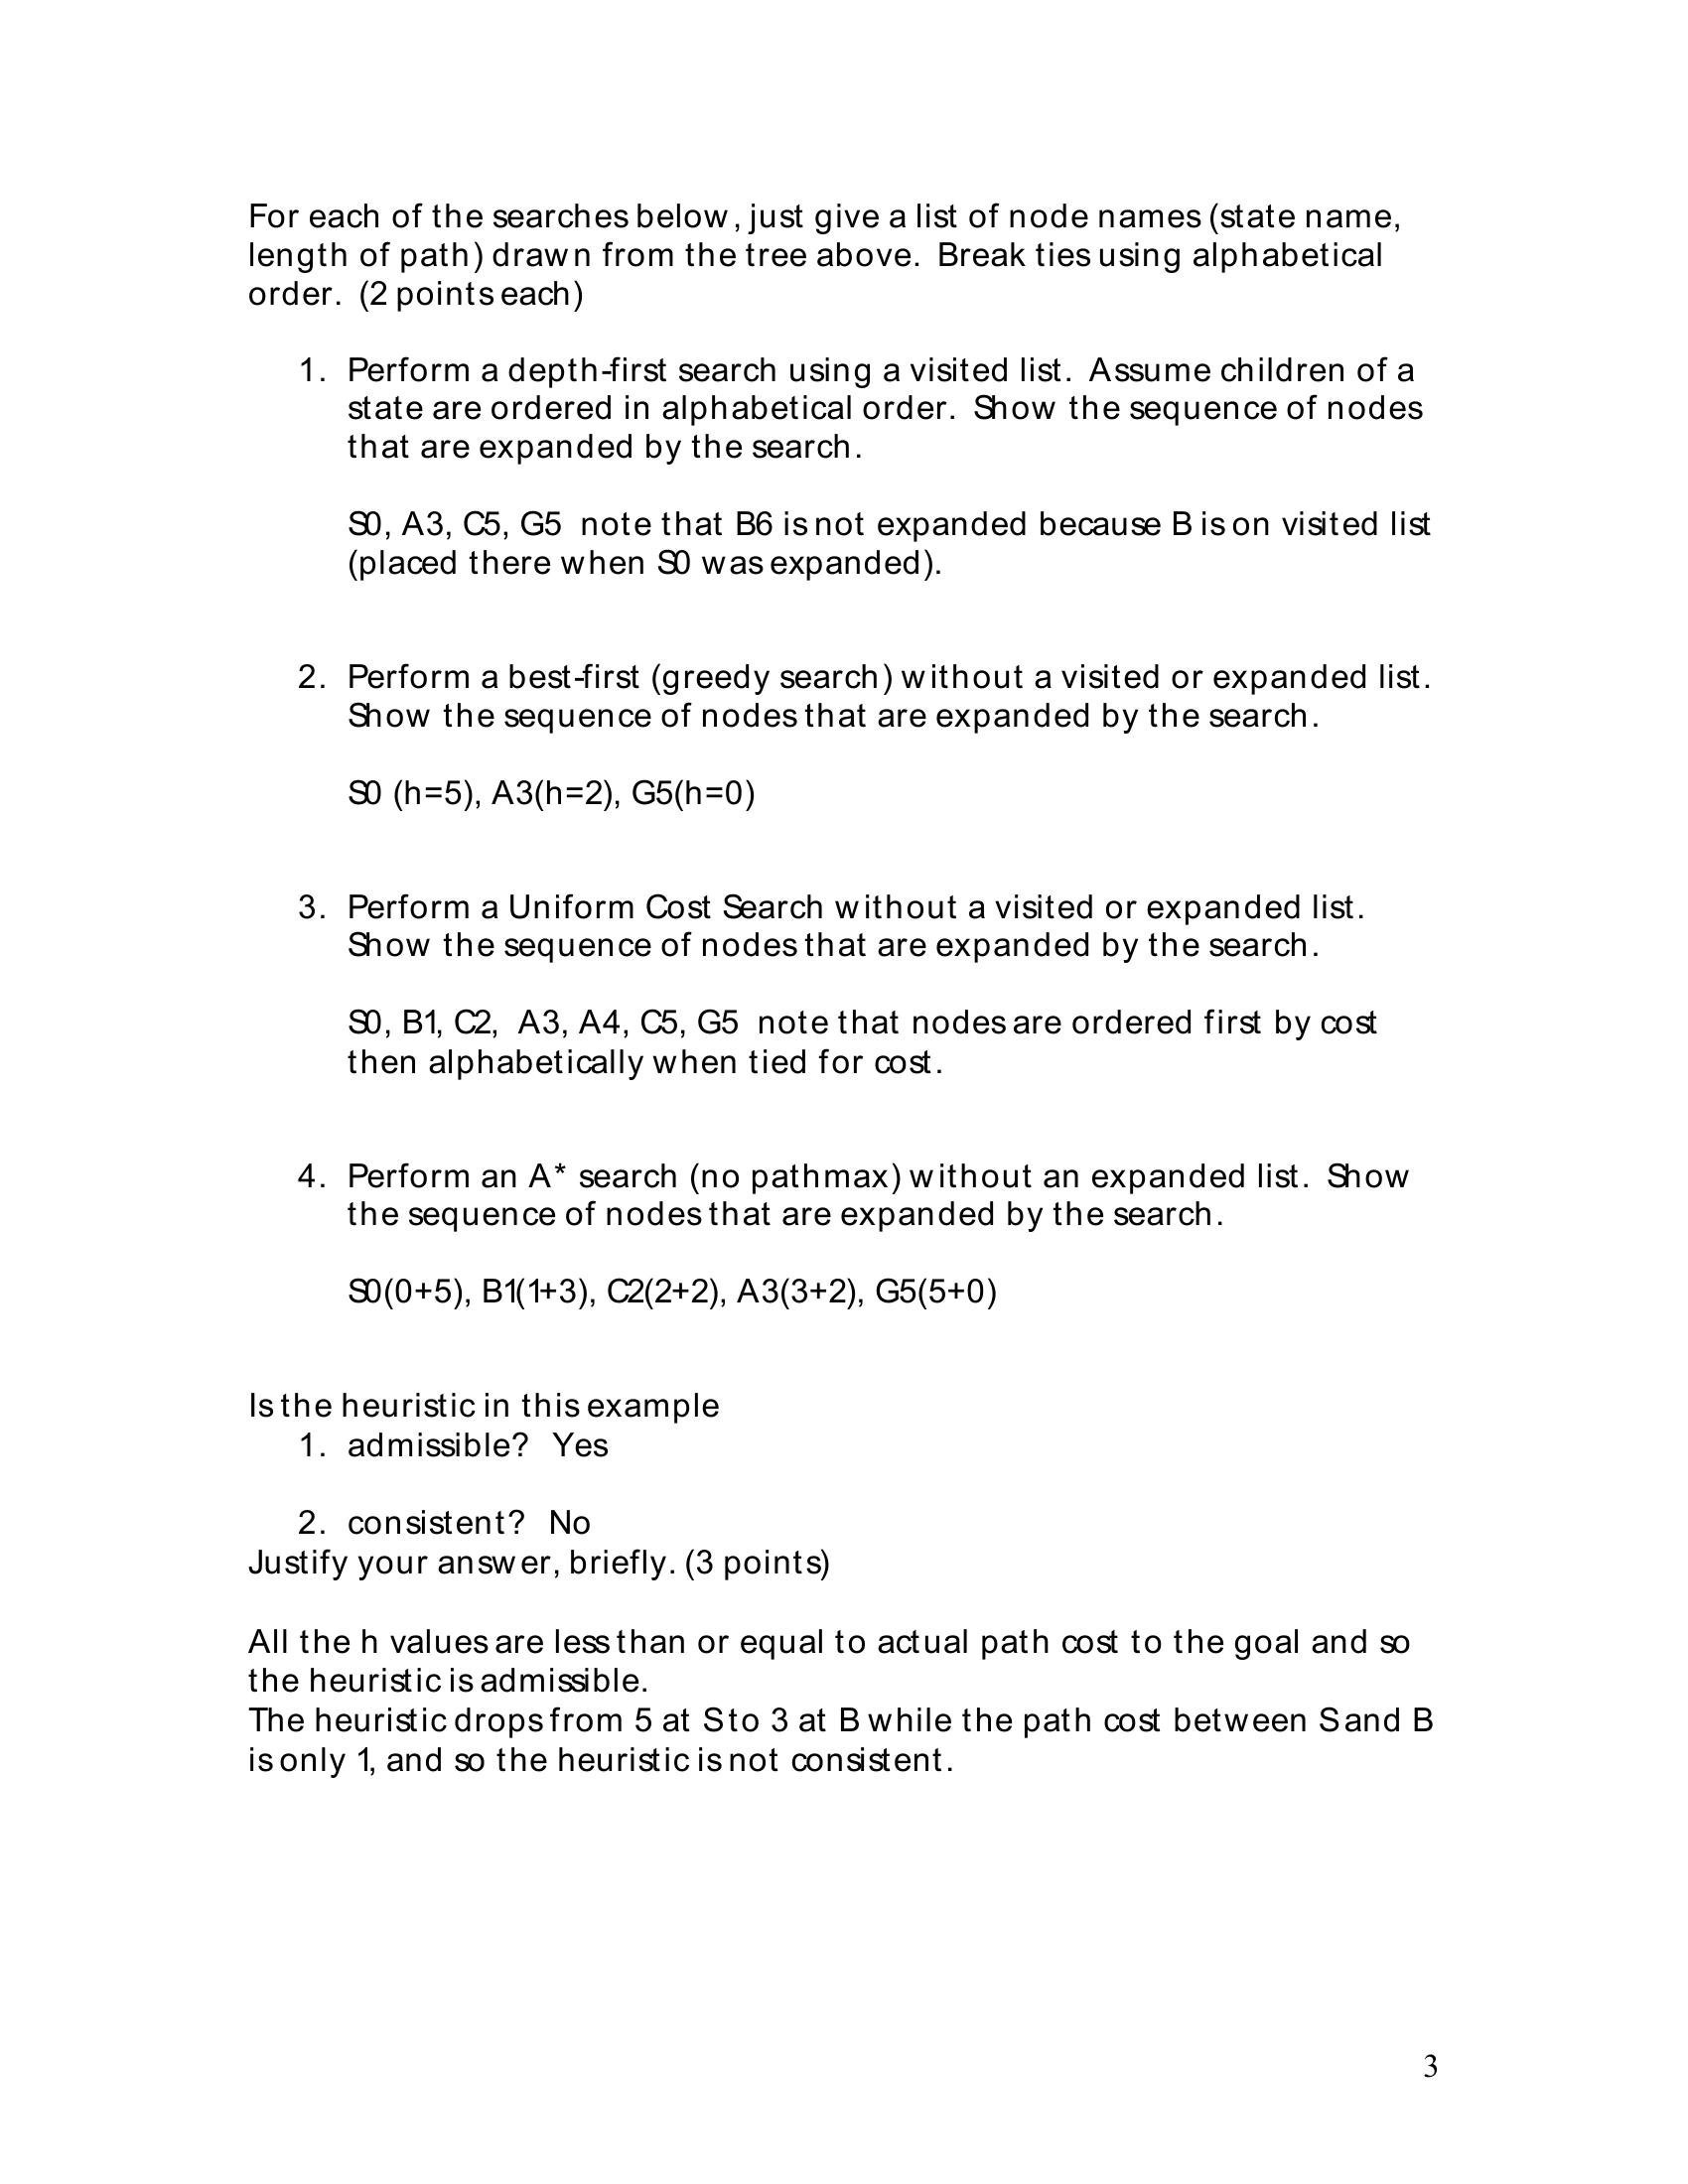 For each of the searches below, just give a list of node names (state name,
length of path) drawn from the tree above.  Break ties using alphabetical
order.  (2 points each)
1. Perform a depth-first search using a visited list.  Assume children of a
state are ordered in alphabetical order.  Show the sequence of nodes
that are expanded by the search.
S0, A3, C5, G5  note that B6 is not expanded because B is on visited list
(placed there when S0 was expanded).
2. Perform a best-first (greedy search) without a visited or expanded list.
Show the sequence of nodes that are expanded by the search.
S0 (h=5), A3(h=2), G5(h=0)
3. Perform a Uniform Cost Search without a visited or expanded list.
Show the sequence of nodes that are expanded by the search.
S0, B1, C2,  A3, A4, C5, G5  note that nodes are ordered first by cost
then alphabetically when tied for cost.
4. Perform an A* search (no pathmax) without an expanded list.  Show
the sequence of nodes that are expanded by the search.
S0(0+5), B1(1+3), C2(2+2), A3(3+2), G5(5+0)
Is the heuristic in this example
1. admissible?  Yes
2. consistent?  No
Justify your answer, briefly. (3 points)
All the h values are less than or equal to actual path cost to the goal and so
the heuristic is admissible.
The heuristic drops from 5 at S to 3 at B while the path cost between S and B
is only 1, and so the heuristic is not consistent.
3